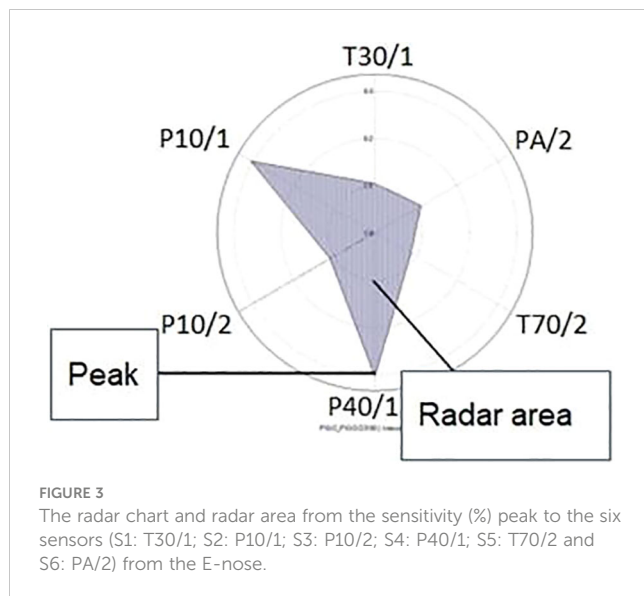 T30/1
P10/1
PA/2
P10/2
T70/2
Peak
P40/1
Radar area
FIGURE 3
The radar chart and radar area from the sensitivity (%) peak to the six
sensors (S1: T30/1; S2: P10/1; S3: P10/2; S4: P40/1; S5: T70/2 and
S6: PA/2) from the E-nose.